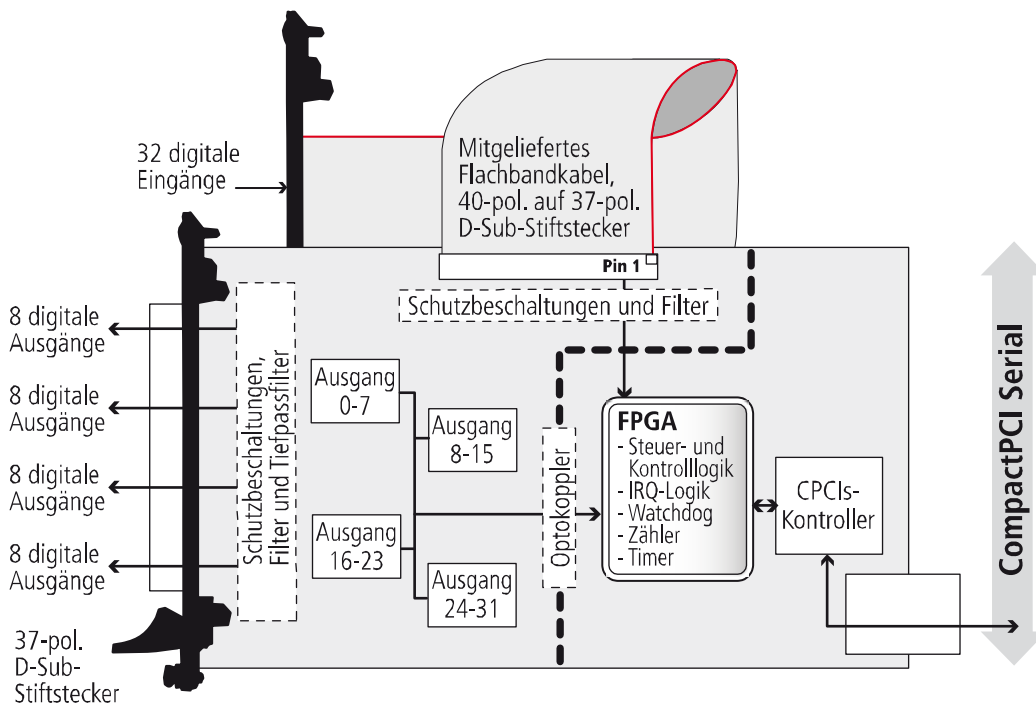 32 digitale
Eingänge
Mitgeliefertes
Flachbandkabel,
40-pol. auf 37-pol.
D-Sub-Stiftstecker
Pin 1
Schutzbeschaltungen und Filter
8 digitale
Ausgänge
8 digitale
Ausgänge
8 digitale
Ausgänge
8 digitale
Ausgänge
37-pol.
D-Sub-
Stiftstecker
Schutzbeschaltungen,
Filter und Tiefpassfilter
Ausgang
0-7
Ausgang
8-15
Ausgang
16-23
Ausgang
24-31
Optokoppler
FPGA
- Steuer- und
Kontrolllogik
- IRQ-Logik
- Watchdog
- Zähler
- Timer
CPCIs-
Kontroller
CompactPCI Serial